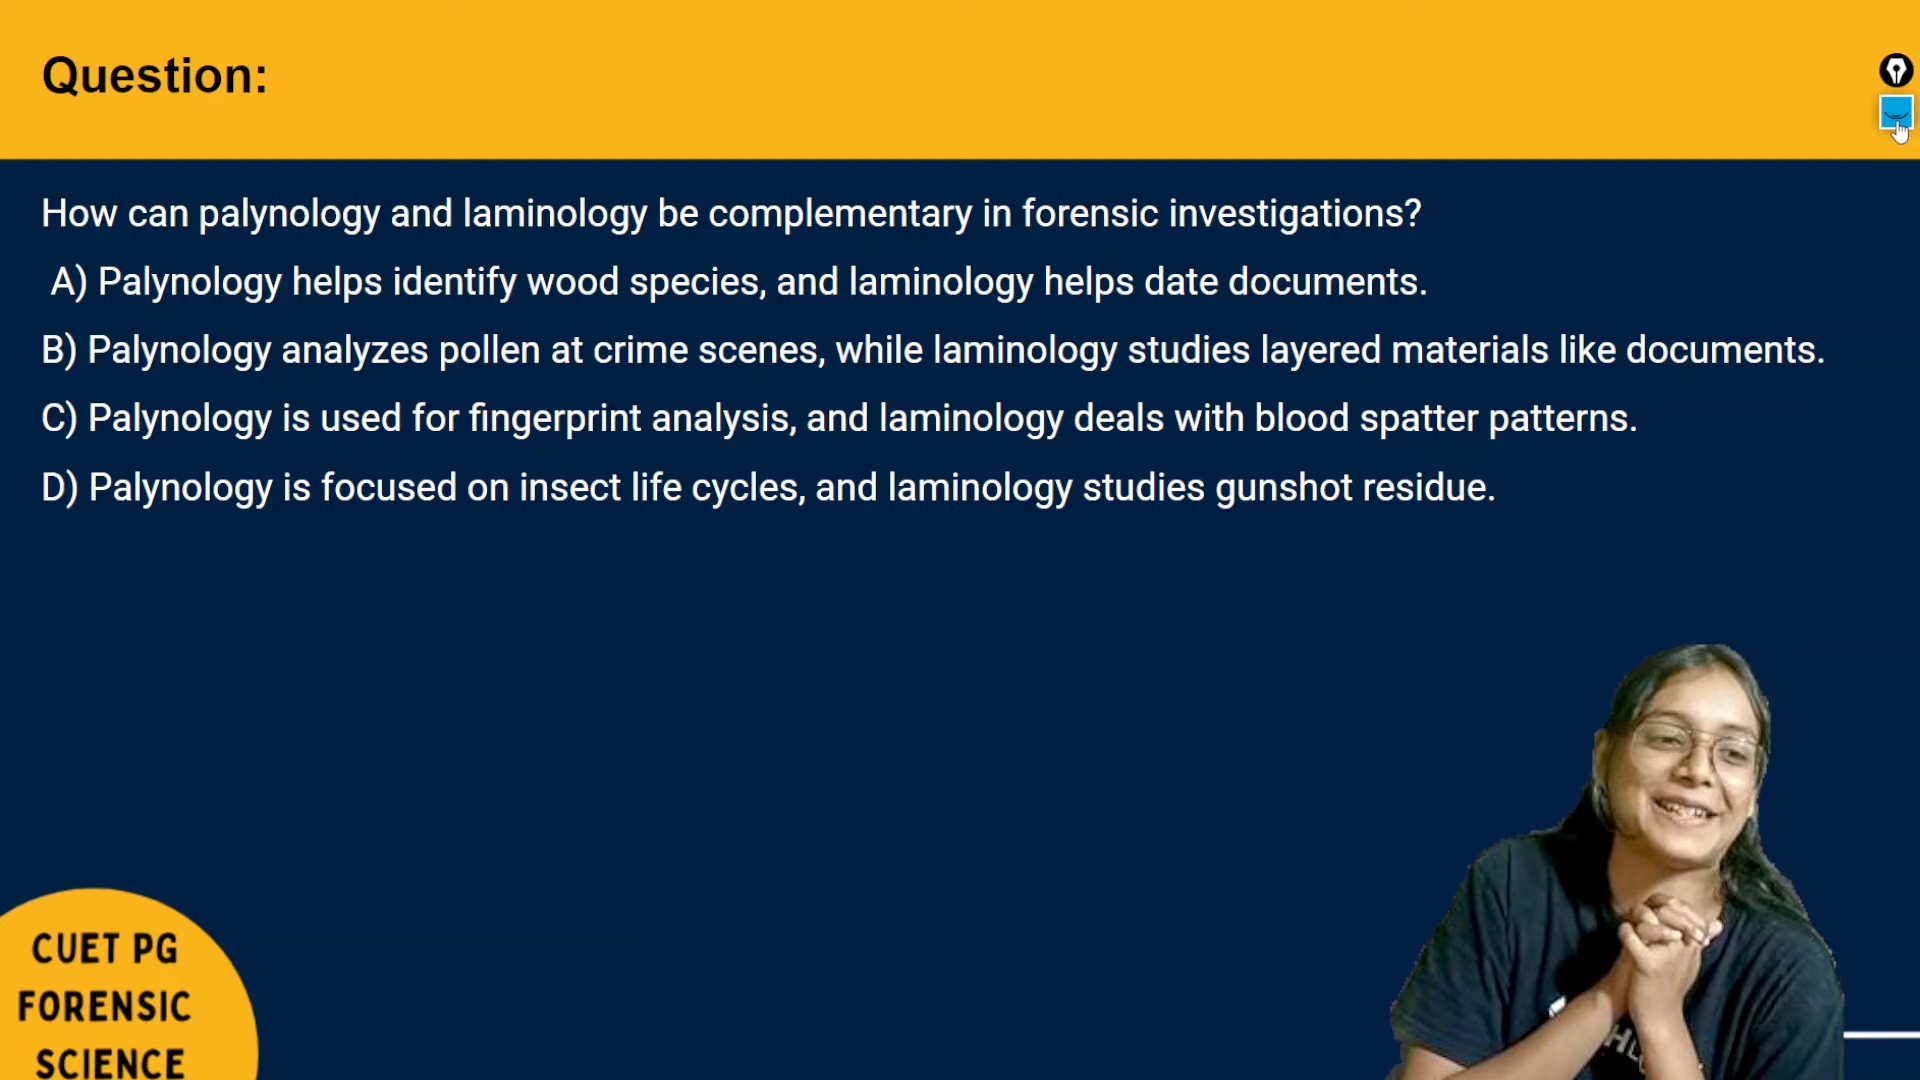 Question:
How can palynology and laminology be complementary in forensic investigations?
A) Palynology helps identify wood species, and laminology helps date documents.
B) Palynology analyzes pollen at crime scenes, while laminology studies layered materials like documents.
C) Palynology is used for fingerprint analysis, and laminology deals with blood spatter patterns.
D) Palynology is focused on insect life cycles, and laminology studies gunshot residue.
CUET PG
FORENSIC
SCIENCE